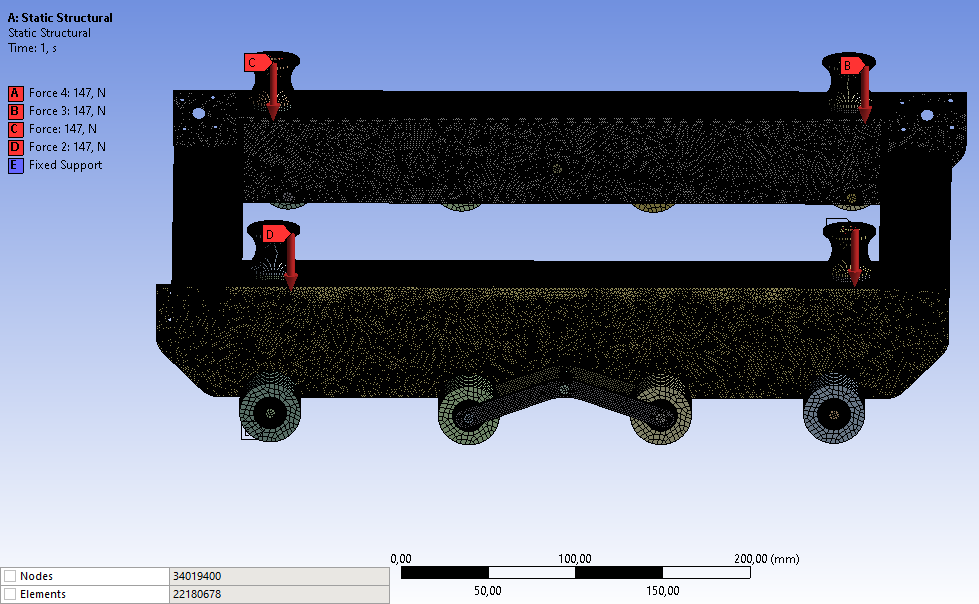 A: Static Structural
Static Structural
Time: 1, s
A Force 4: 147, N
B Force 3: 147, N
C Force: 147, N
D Force 2: 147, N
E Fixed Support
C
B
D
0,00 100,00 200,00 (mm)
50,00 150,00
Nodes 34019400
Elements 22180678